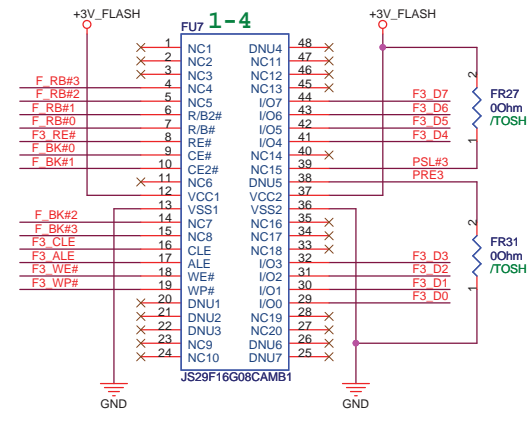 +3V_FLASH
+3V_FLASH
FU7 1-4
1 NC1 DNU4 48
2 NC2 NC11 47
3 NC3 NC12 46
F_RB#3 4 NC4 NC13 45
F_RB#2 5 NC5 I/O7 44 F3_D7
F_RB#1 6 R/B2# I/O6 43 F3_D6
F_RB#0 7 R/B# I/O5 42 F3_D5
F3_RE# 8 RE# I/O4 41 F3_D4
F_BK#0 9 CE# NC14 40
F_BK#1 10 CE2# NC15 39 PSL#3
11 NC6 DNU5 38 PRE3
12 VCC1 VCC2 37
13 VSS1 VSS2 36
F_BK#2 14 NC7 NC16 35
F_BK#3 15 NC8 NC17 34
F3_CLE 16 CLE NC18 33
F3_ALE 17 ALE I/O3 32 F3_D3
F3_WE# 18 WE# I/O2 31 F3_D2
F3_WP# 19 WP# I/O1 30 F3_D1
20 DNU1 I/O0 29 F3_D0
21 DNU2 NC19 28
22 DNU3 NC20 27
23 NC9 DNU6 26
24 NC10 DNU7 25
JS29F16G08CAMB1
2
FR27
0Ohm
/TOSH
1
2
FR31
0Ohm
/TOSH
1
GND
GND